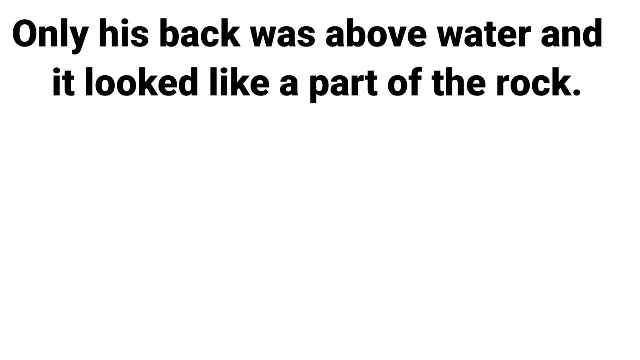 Only his back was above water and
it looked like a part of the rock.